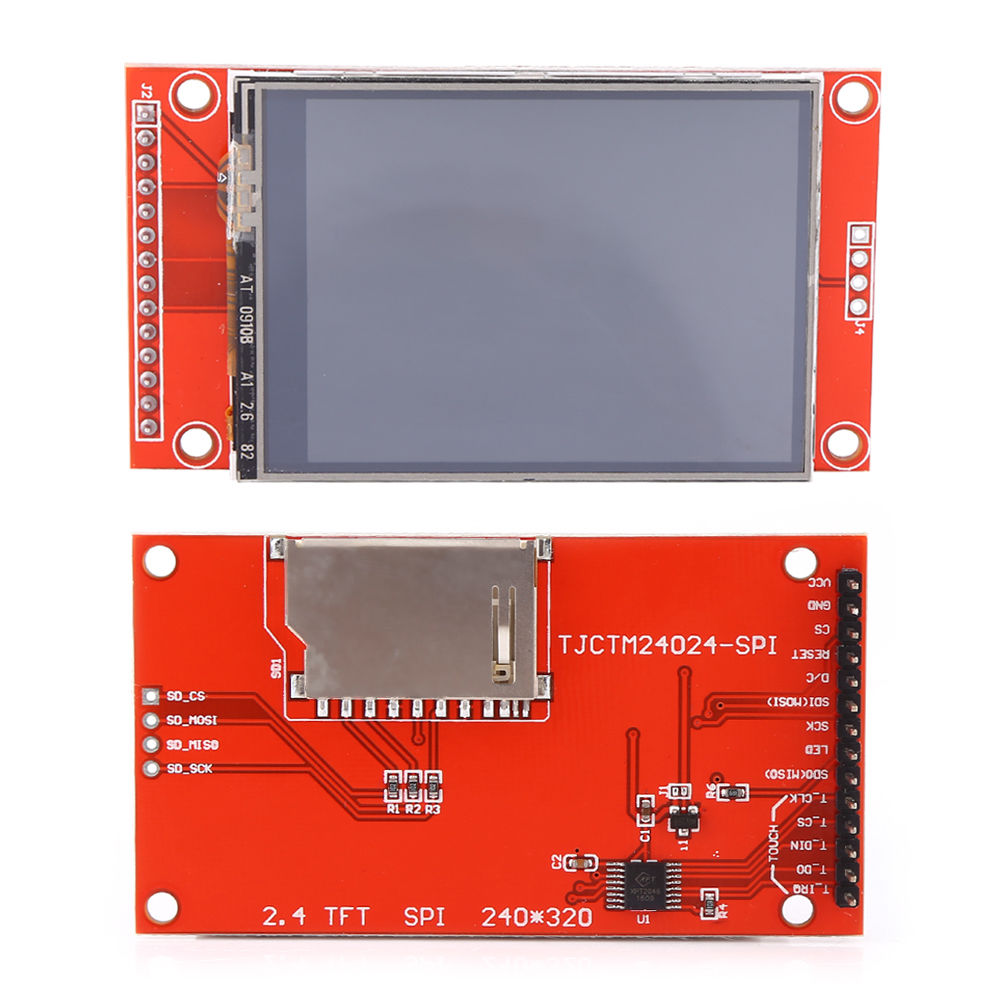 J2
AT 0910B A1 2.6 82
J4
SD1
TJCTM24024-SPI
VCC
GND
CS
RESET
D/C
SDI(MOSI)
SCK
LED
SDO(MISO)
T_CLK
T_CS
T_DIN
T_DO
T_IRQ
TOUCH
SD_CS
SD_MOSI
SD_MISO
SD_SCK
R1 R2 R3
J1
R6
C1
C2
XPT2046
U1
R4
2.4 TFT SPI 240*320